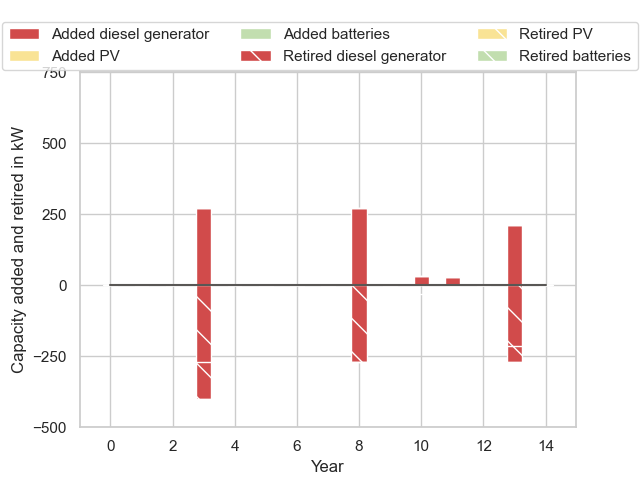 Added diesel generator Added batteries Retired PV
Added PV Retired diesel generator Retired batteries
750
500
250
0
−250
−500
Capacity added and retired in kW
0 2 4 6 8 10 12 14
Year